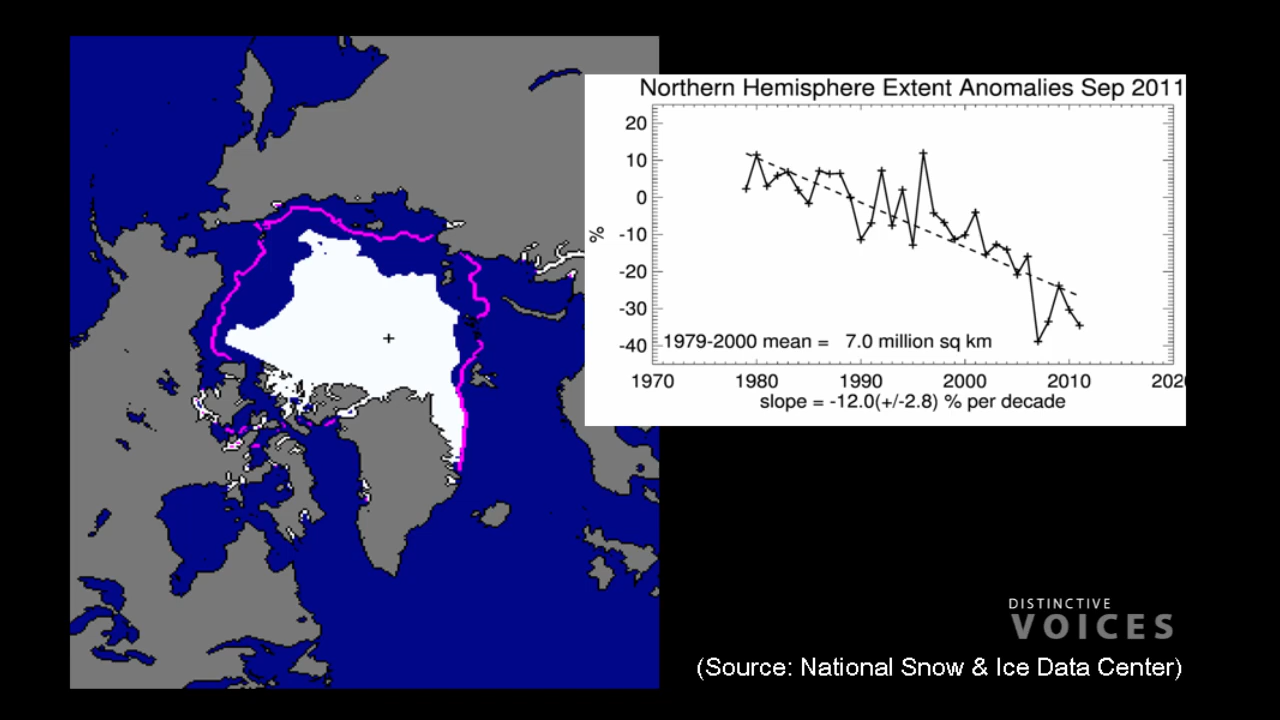 Northern Hemisphere Extent Anomalies Sep 2011
20
10
0
-10
-20
-30
-40
%
1979-2000 mean = 7.0 million sq km
1970 1980 1990 2000 2010 202
slope = -12.0(+/-2.8) % per decade
DISTINCTIVE
VOICES
(Source: National Snow & Ice Data Center)